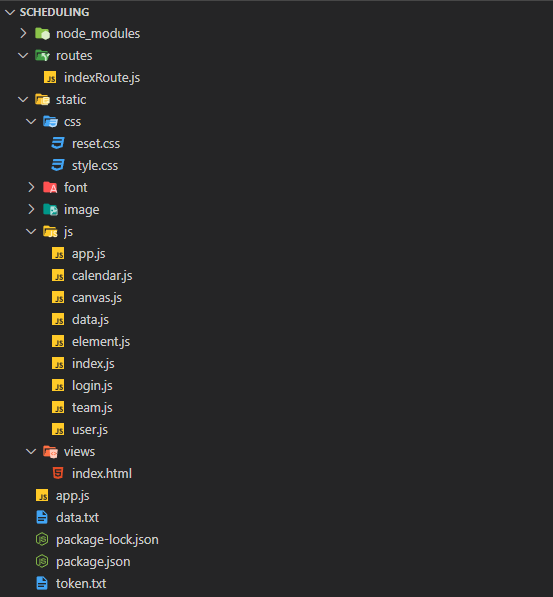 SCHEDULING
node_modules
routes
indexRoute.js
static
css
reset.css
style.css
font
image
js
app.js
calendar.js
canvas.js
data.js
element.js
index.js
login.js
team.js
user.js
views
index.html
app.js
data.txt
package-lock.json
package.json
token.txt